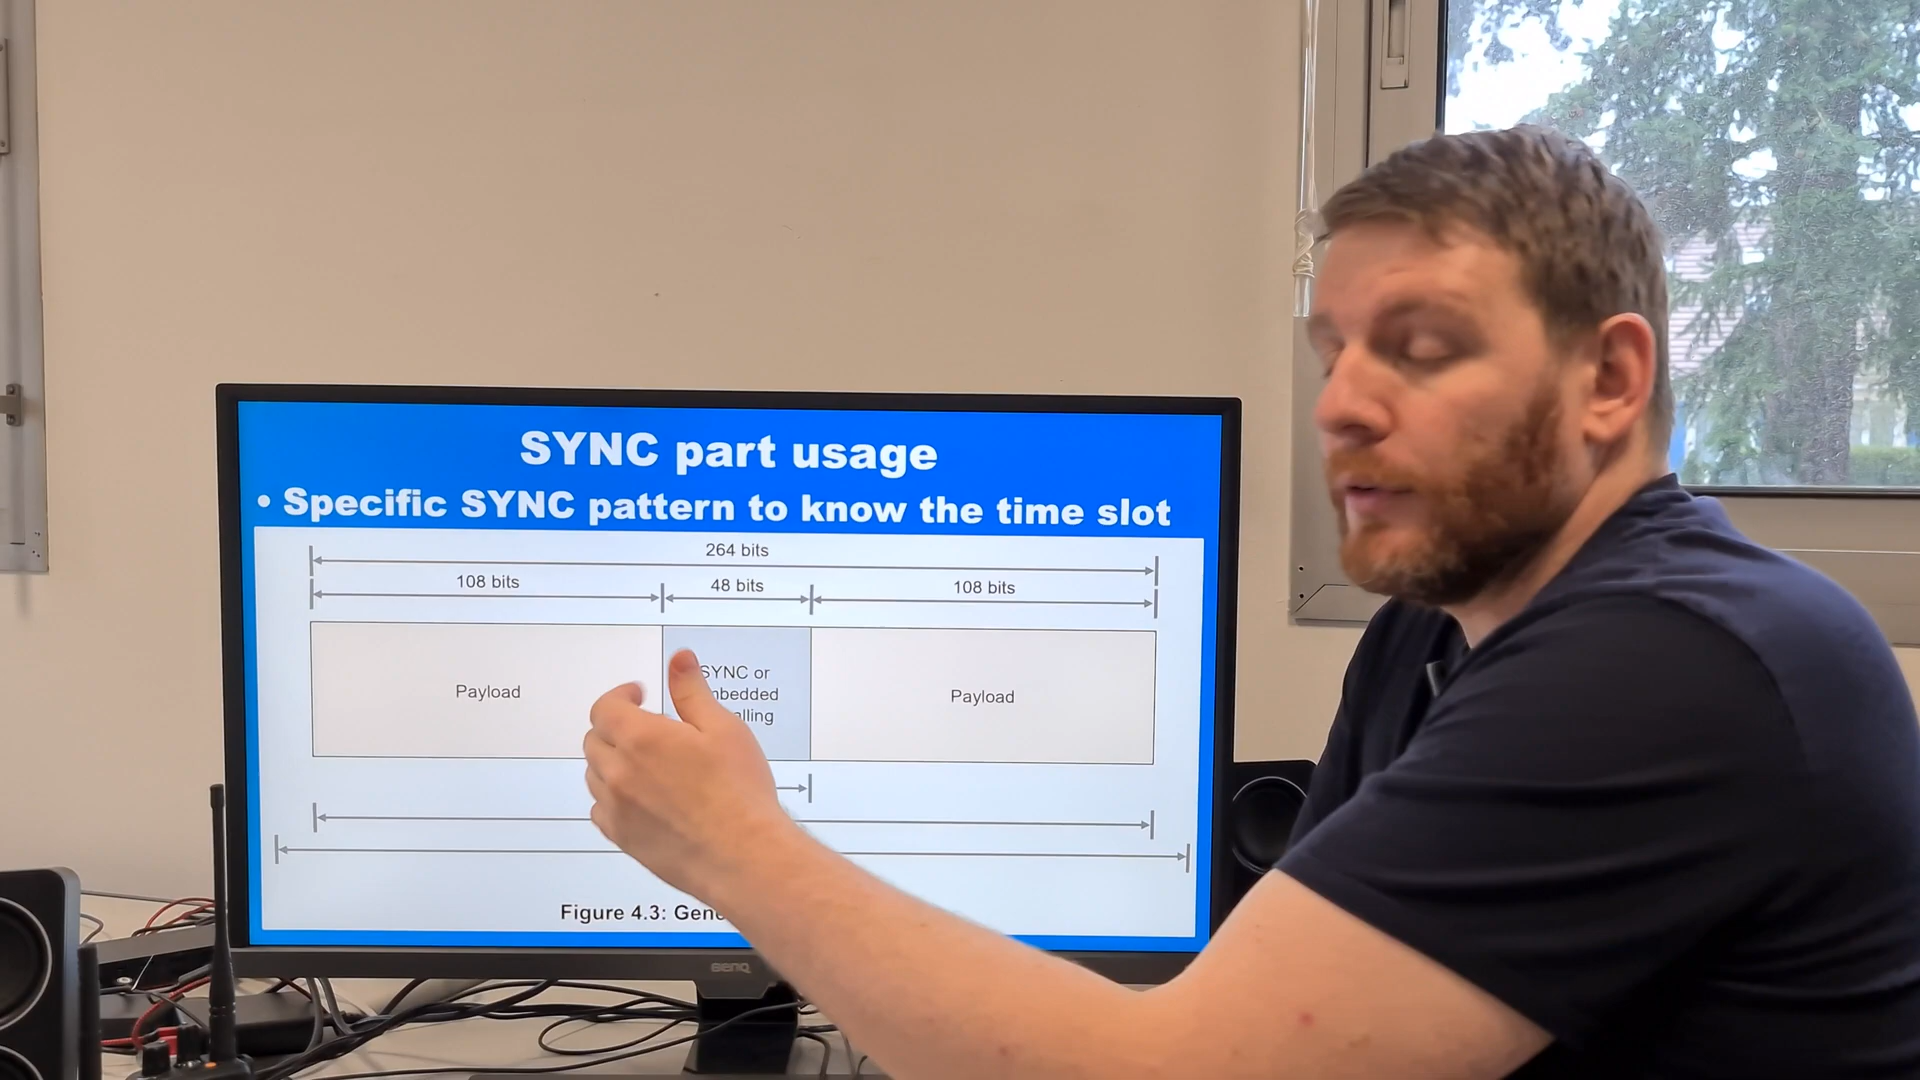 SYNC part usage
• Specific SYNC pattern to know the time slot
264 bits
108 bits 48 bits 108 bits
Payload
SYNC or
Payload
Figure 4.3:
BenQ